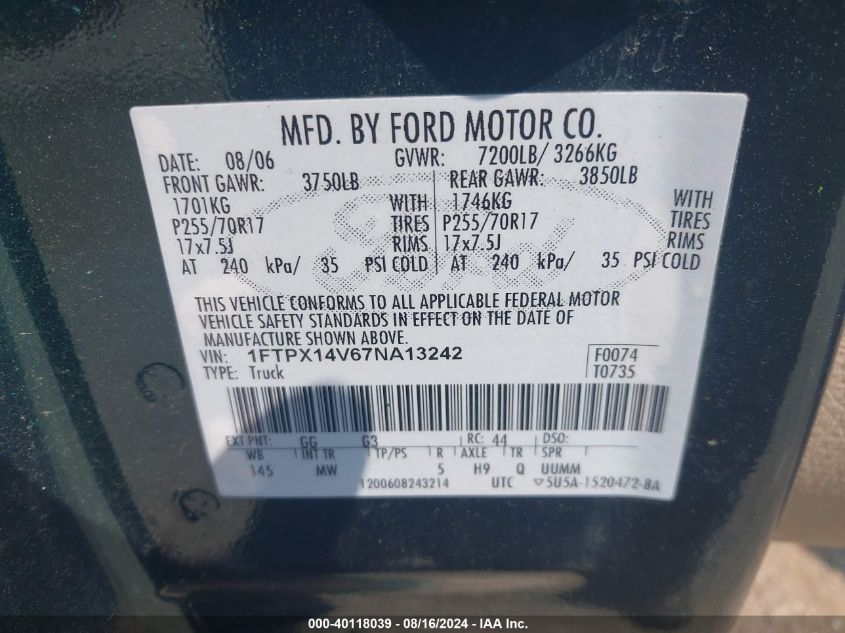 MFD. BY FORD MOTOR CO.
DATE: 08/06 GVWR: 7200LB/ 3266KG
FRONT GAWR: 3750LB REAR GAWR: 3850LB
1701KG WITH 1746KG WITH
P255/70R17 TIRES P255/70R17 TIRES
17x7.5J RIMS 17x7.5J RIMS
AT 240 kPa/ 35 PSI COLD AT 240 kPa/ 35 PSI COLD
THIS VEHICLE CONFORMS TO ALL APPLICABLE FEDERAL MOTOR
VEHICLE SAFETY STANDARDS IN EFFECT ON THE DATE OF
MANUFACTURE SHOWN ABOVE.
VIN: 1FTPX14V67NA13242 F0074
TYPE: Truck T0735
EXT PNT: GG G3 RC: 44 DSO:
WB INT TR TP/PS R AXLE TR SPR
145 MW 5 H9 Q UUMM
1200608243214 UTC ▽5U5A-1520472-BA
000-40118039 - 08/16/2024 - IAA Inc.